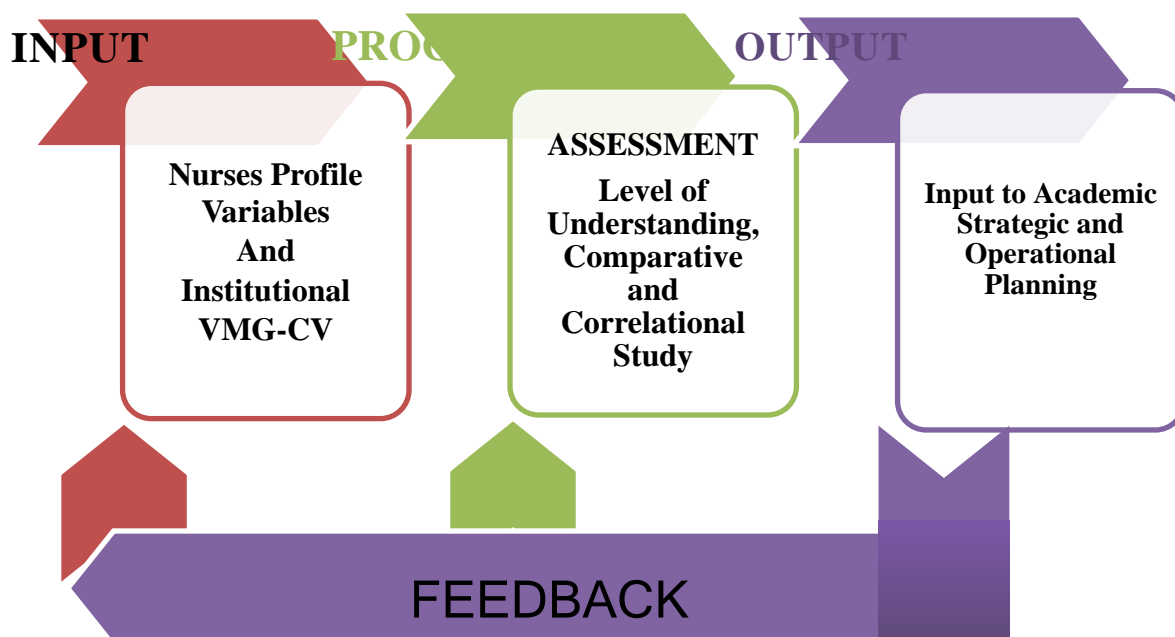 INPUT
Nurses Profile
Variables
And
Institutional
VMG-CV
PROC
ASSESSMENT
Level of
Understanding,
Comparative
and
Correlational
Study
OUTPUT
Input to Academic
Strategic and
Operational
Planning
FEEDBACK